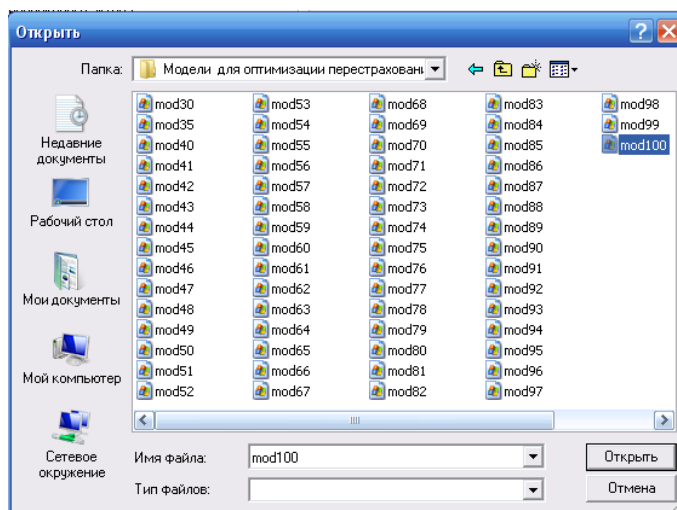 Открыть
Папка: Модели для оптимизации перестраховани
mod30 mod53 mod68 mod83 mod98
mod35 mod54 mod69 mod84 mod99
mod40 mod55 mod70 mod85 mod100
mod41 mod56 mod71 mod86
mod42 mod57 mod72 mod87
mod43 mod58 mod73 mod88
mod44 mod59 mod74 mod89
mod45 mod60 mod75 mod90
mod46 mod61 mod76 mod91
mod47 mod62 mod77 mod92
mod48 mod63 mod78 mod93
mod49 mod64 mod79 mod94
mod50 mod65 mod80 mod95
mod51 mod66 mod81 mod96
mod52 mod67 mod82 mod97
Недавние
документы
Рабочий стол
Мои документы
Мой компьютер
Сетевое
окружение
Имя файла: mod100 Открыть
Тип файлов: Отмена